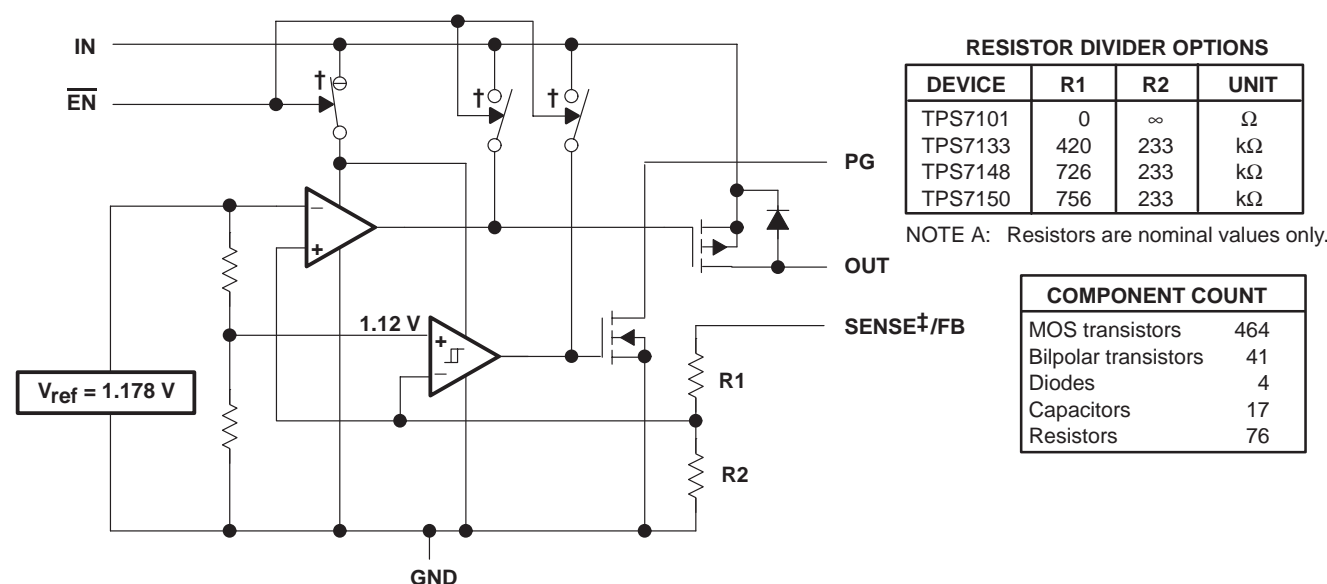 IN
EN
†
†
†
RESISTOR DIVIDER OPTIONS
DEVICE R1 R2 UNIT
TPS7101 0 ∞ Ω
TPS7133 420 233 kΩ
TPS7148 726 233 kΩ
TPS7150 756 233 kΩ
NOTE A: Resistors are nominal values only.
PG
OUT
SENSE‡/FB
−
+
1.12 V
+
−
Vref = 1.178 V
R1
R2
GND
COMPONENT COUNT
MOS transistors 464
Bilpolar transistors 41
Diodes 4
Capacitors 17
Resistors 76